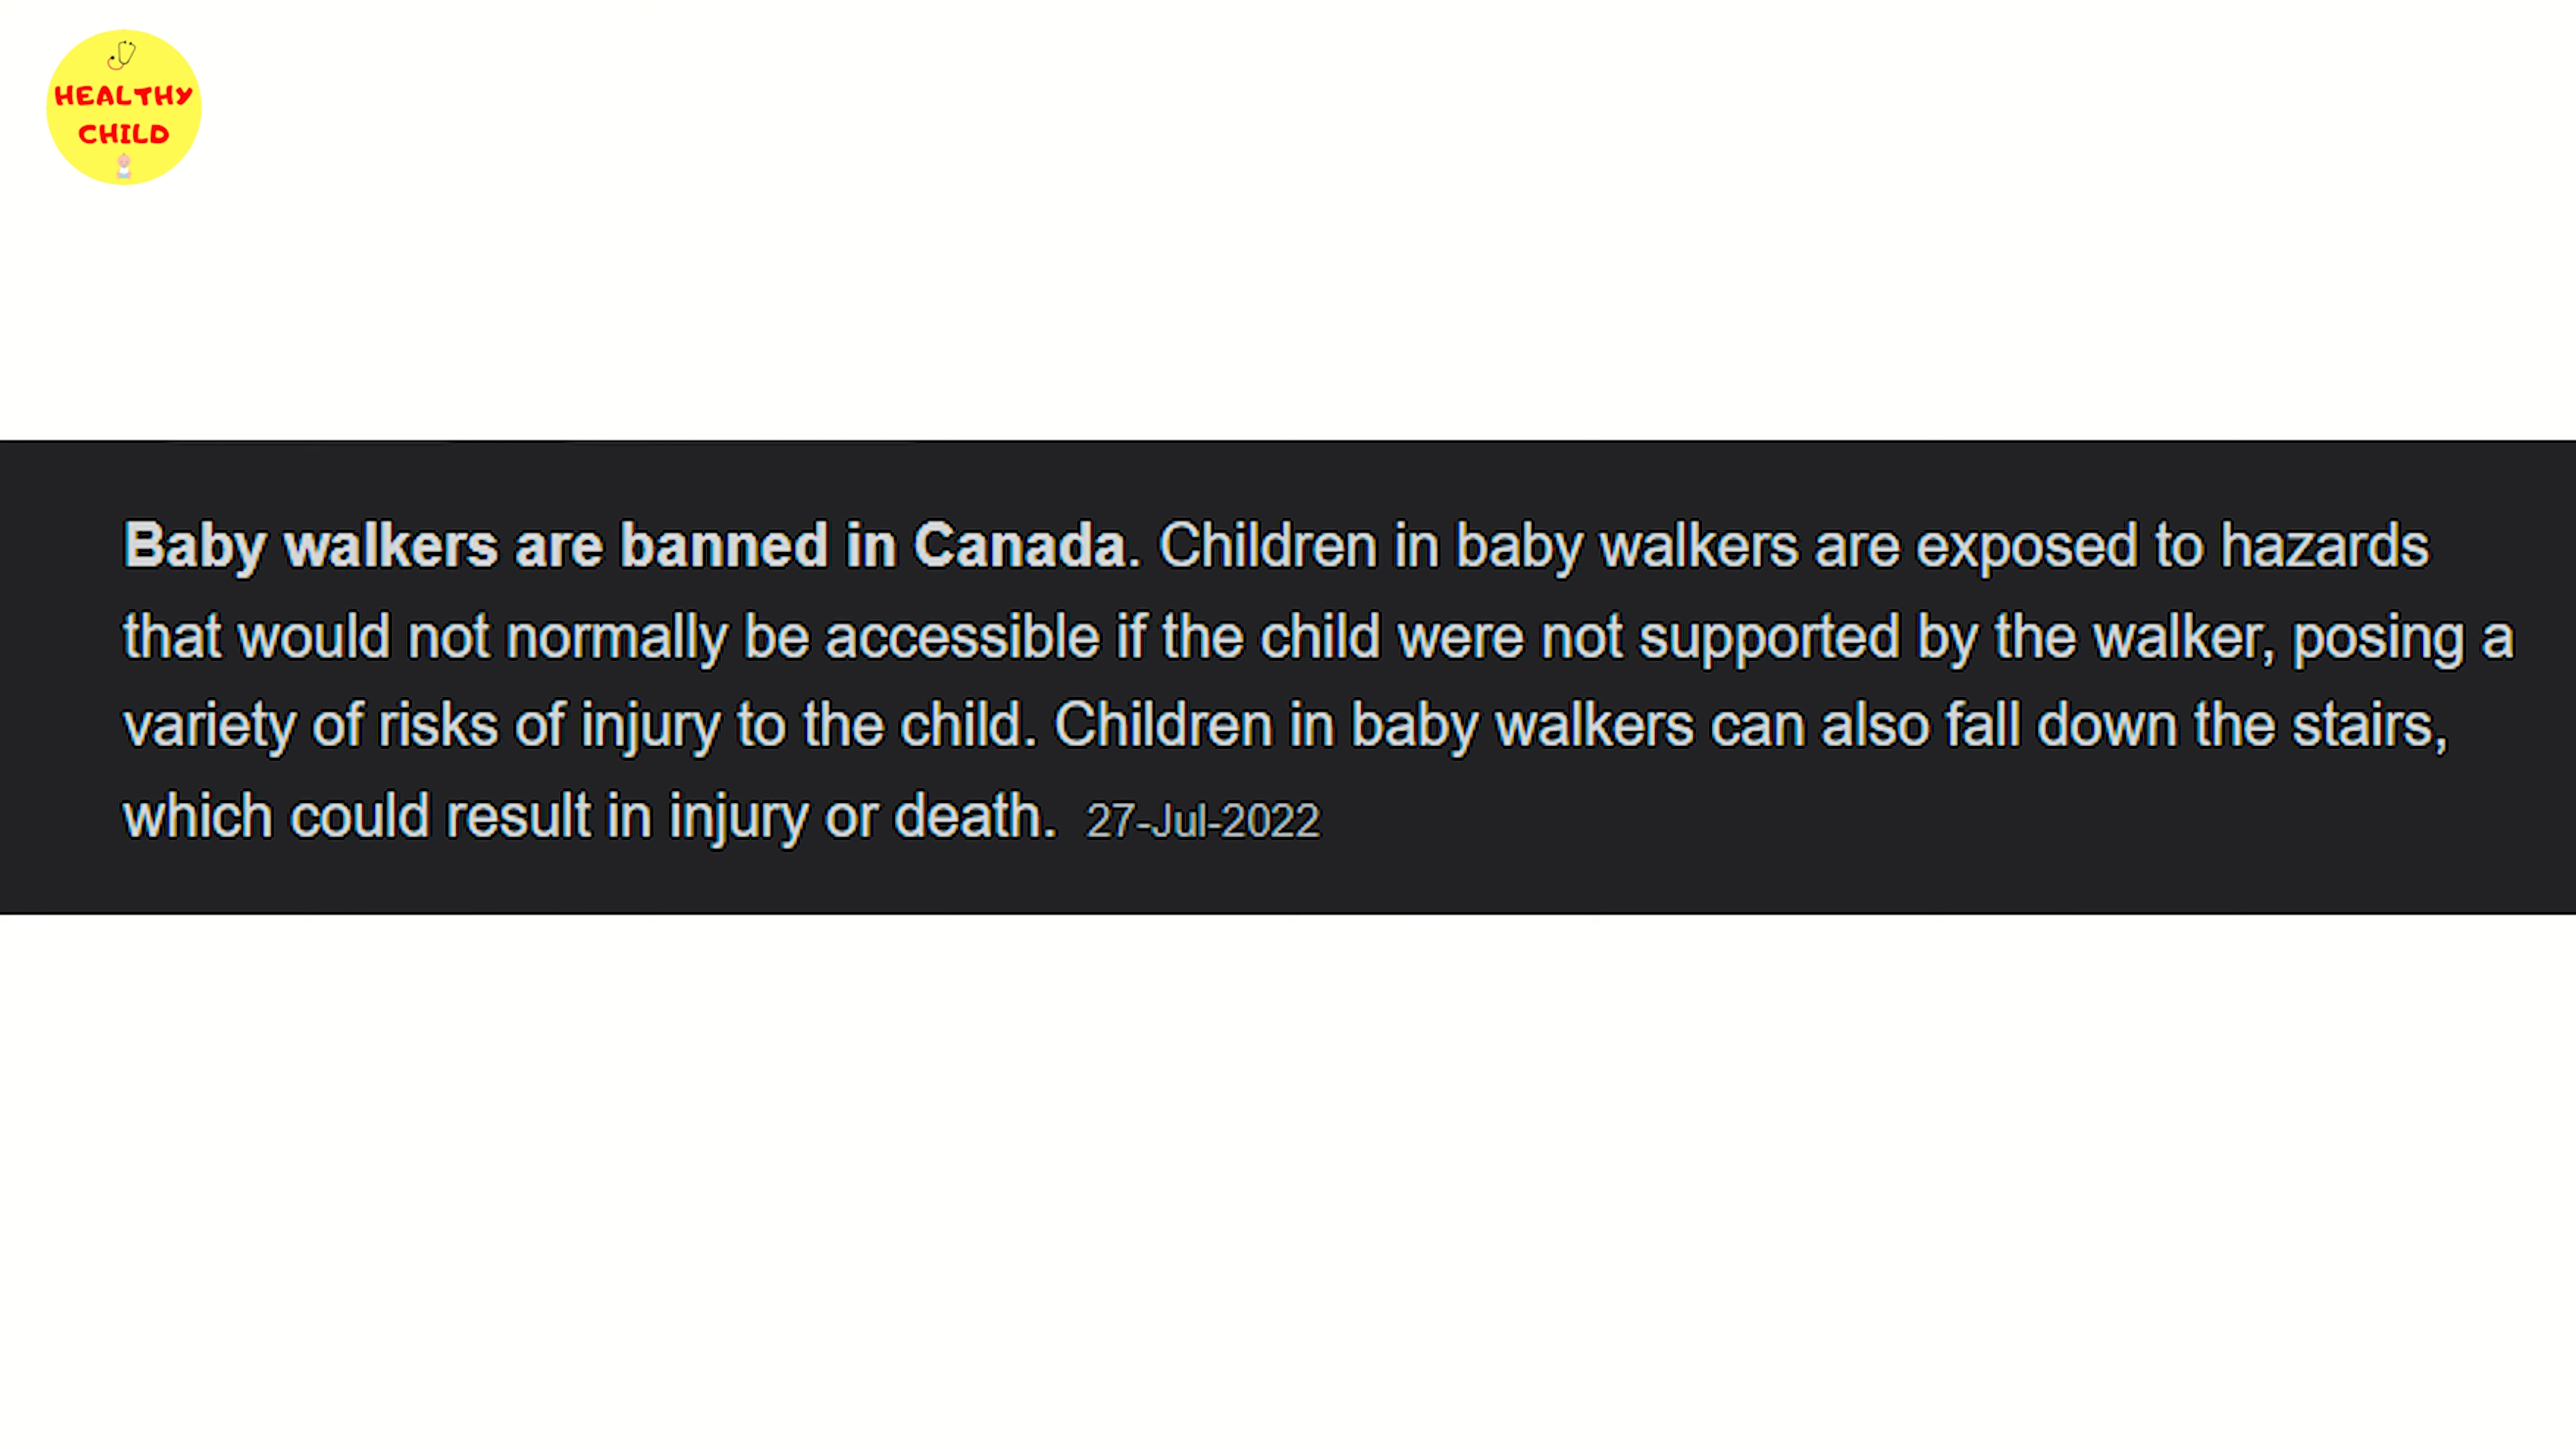 HEALTHY
CHILD
Baby walkers are banned in Canada. Children in baby walkers are exposed to hazards
that would not normally be accessible if the child were not supported by the walker, posing a
variety of risks of injury to the child. Children in baby walkers can also fall down the stairs,
which could result in injury or death. 27-Jul-2022